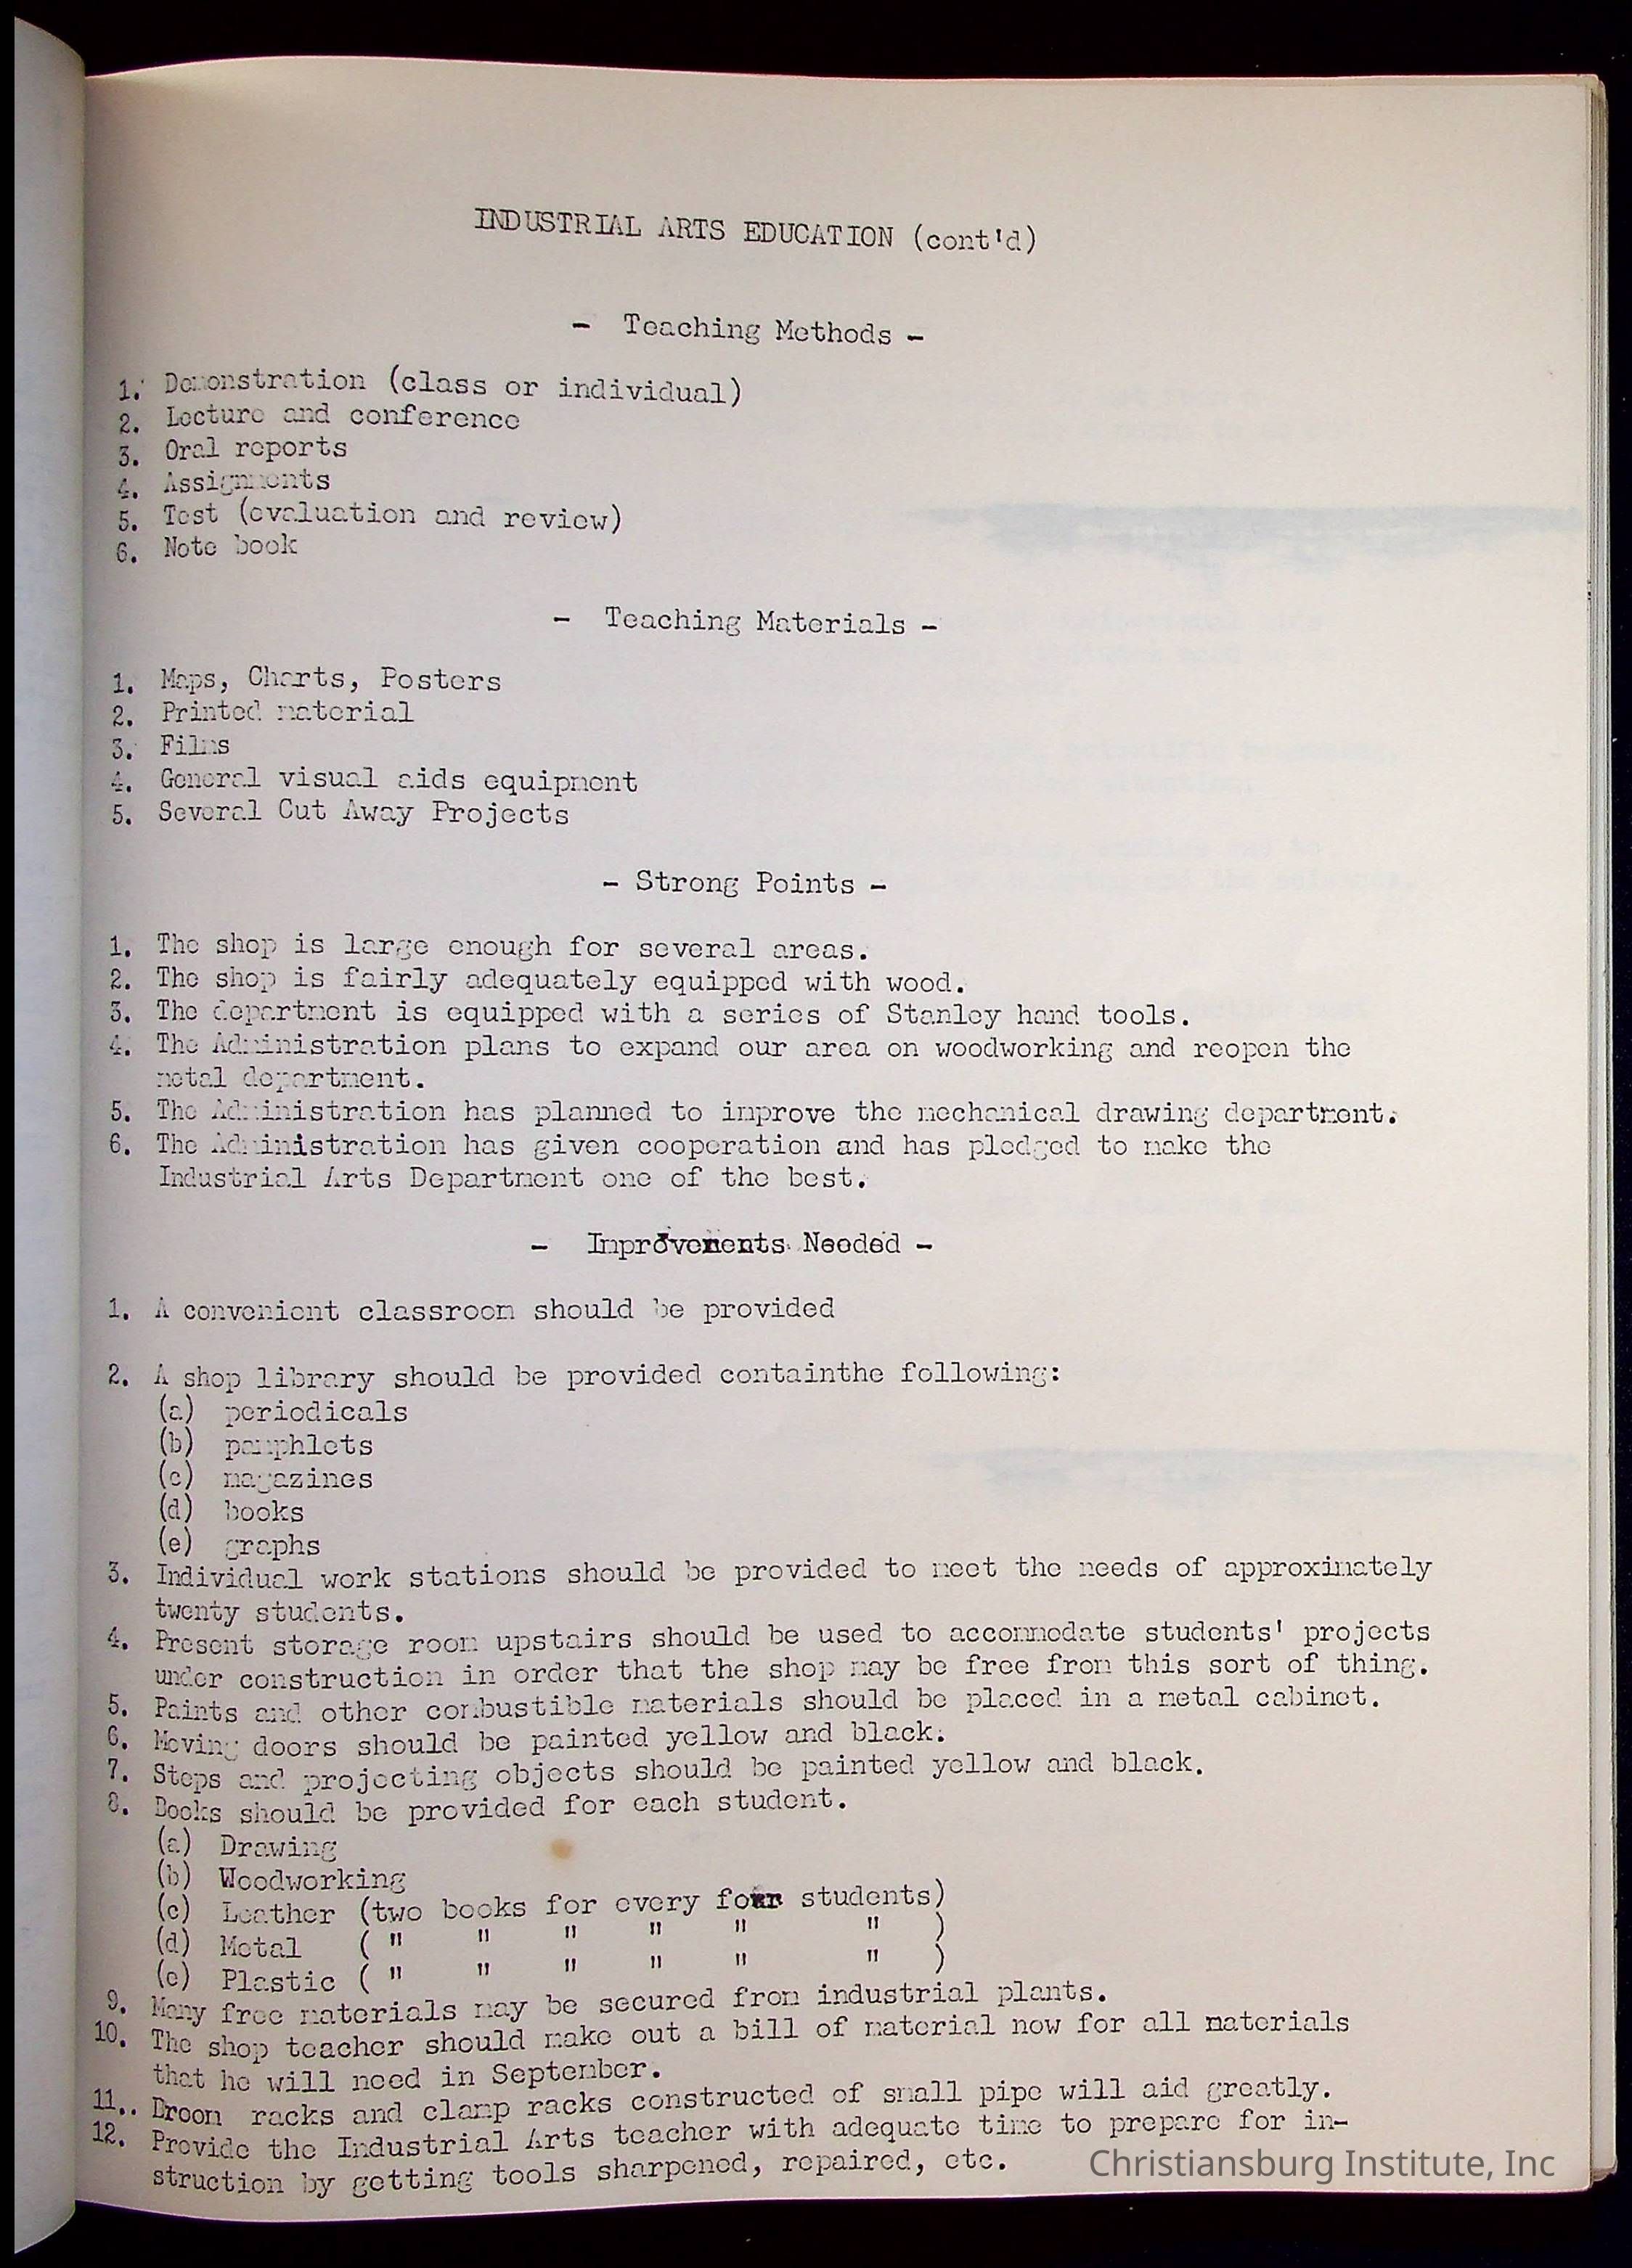 INDUSTRIAL ARTS EDUCATION (cont'd)
- Teaching Methods -
1. Demonstration (class or individual)
2. Lecture and conference
3. Oral reports
4. Assignments
5. Test (evaluation and review)
6. Note book
- Teaching Materials -
1. Maps, Charts, Posters
2. Printed material
3. Films
4. General visual aids equipment
5. Several Cut Away Projects
- Strong Points -
1. The shop is large enough for several areas.
2. The shop is fairly adequately equipped with wood.
3. The department is equipped with a series of Stanley hand tools.
4. The Administration plans to expand our area on woodworking and reopen the
metal department.
5. The Administration has planned to improve the mechanical drawing department.
6. The Administration has given cooperation and has pledged to make the
Industrial Arts Department one of the best.
- Improvements Needed -
1. A convenient classroom should be provided
2. A shop library should be provided containthe following:
(a) periodicals
(b) pamphlets
(c) magazines
(d) books
(e) graphs
3. Individual work stations should be provided to meet the needs of approximately
twenty students.
4. Present storage room upstairs should be used to accommodate students' projects
under construction in order that the shop may be free from this sort of thing.
5. Paints and other combustible materials should be placed in a metal cabinet.
6. Moving doors should be painted yellow and black.
7. Steps and projecting objects should be painted yellow and black.
8. Books should be provided for each student.
(a) Drawing
(b) Woodworking
(c) Leather (two books for every four students)
(d) Metal ( " " " " " " )
(e) Plastic ( " " " " " " )
9. Many free materials may be secured from industrial plants.
10. The shop teacher should make out a bill of material now for all materials
that he will need in September.
11.. Broom racks and clamp racks constructed of small pipe will aid greatly.
12. Provide the Industrial Arts teacher with adequate time to prepare for in-
struction by getting tools sharpened, repaired, etc.
Christiansburg Institute, Inc